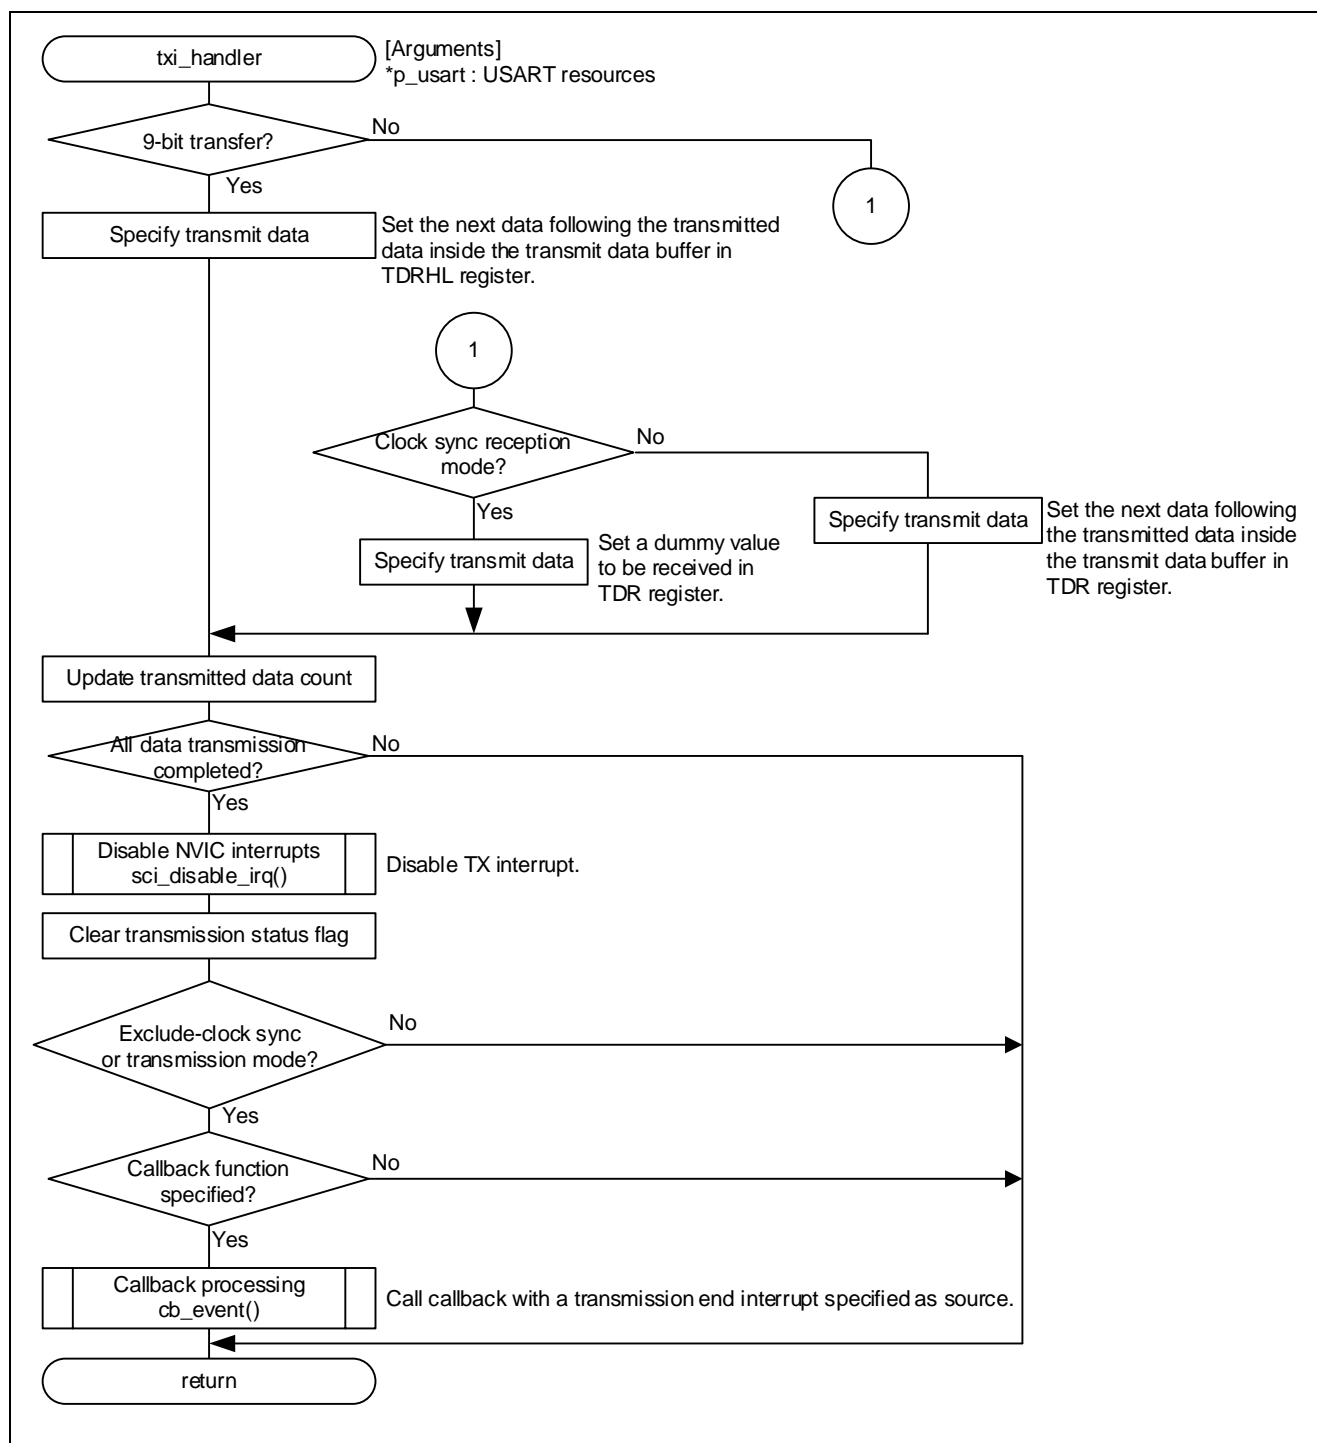 txi_handler
[Arguments]
*p_usart : USART resources
9-bit transfer?
No
Yes
1
Specify transmit data
Set the next data following the transmitted
data inside the transmit data buffer in
TDRHL register.
1
Clock sync reception
mode?
No
Yes
Specify transmit data
Set a dummy value
to be received in
TDR register.
Specify transmit data
Set the next data following
the transmitted data inside
the transmit data buffer in
TDR register.
Update transmitted data count
All data transmission
completed?
No
Yes
Disable NVIC interrupts
sci_disable_irq()
Disable TX interrupt.
Clear transmission status flag
Exclude-clock sync
or transmission mode?
No
Yes
Callback function
specified?
No
Yes
Callback processing
cb_event()
Call callback with a transmission end interrupt specified as source.
return